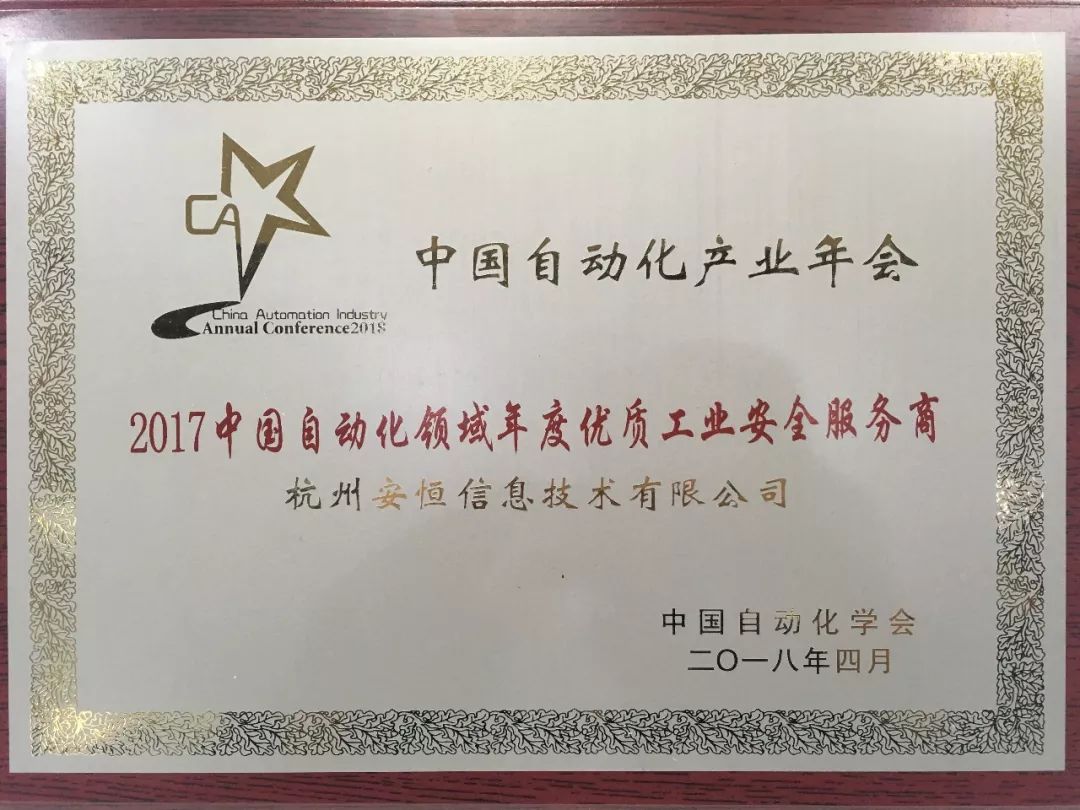 CA
中国自动化产业年会
China Automation Industry
Annual Conference2018
2017中国自动化领域年度优质工业安全服务商
杭州安恒信息技术有限公司
中国自动化学会
二〇一八年四月